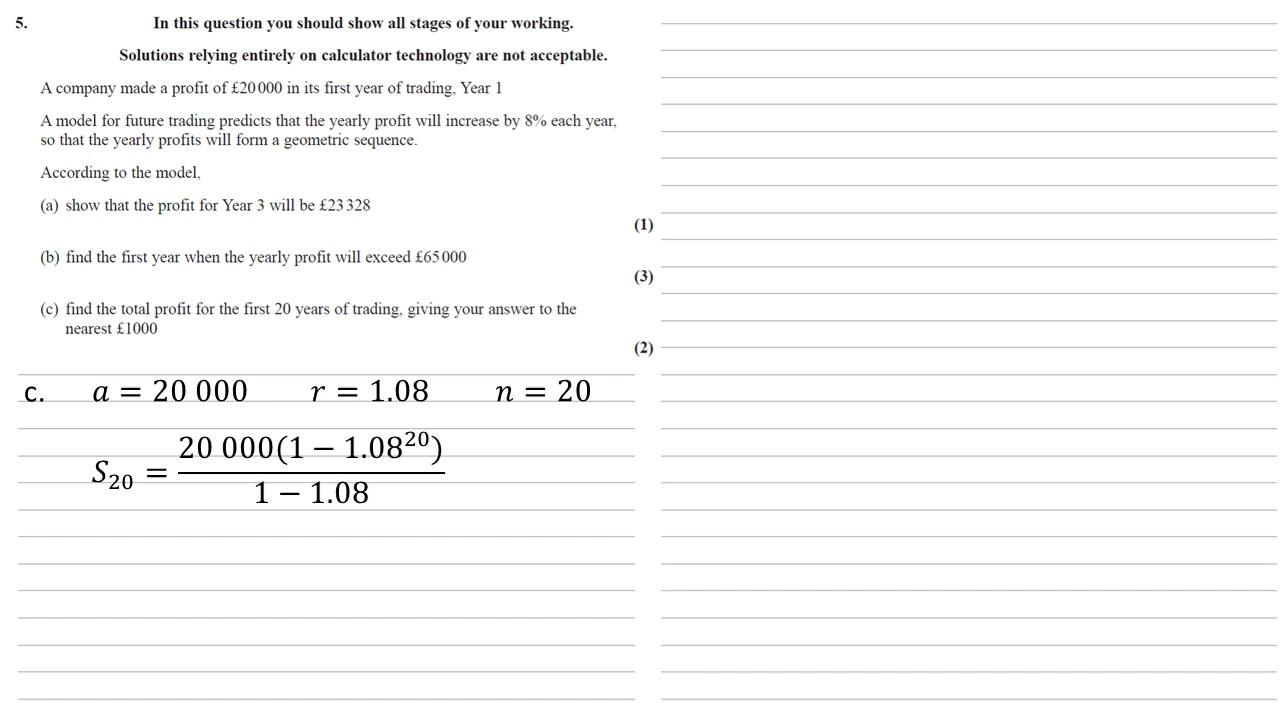 5. In this question you should show all stages of your working.
Solutions relying entirely on calculator technology are not acceptable.
A company made a profit of £20 000 in its first year of trading, Year 1
A model for future trading predicts that the yearly profit will increase by 8% each year,
so that the yearly profits will form a geometric sequence.
According to the model,
(a) show that the profit for Year 3 will be £23 328
(1)
(b) find the first year when the yearly profit will exceed £65 000
(3)
(c) find the total profit for the first 20 years of trading, giving your answer to the
nearest £1000
(2)
c. a = 20 000 r = 1.08 n = 20
S₂₀ = 20 000(1 − 1.08²⁰)
1 − 1.08